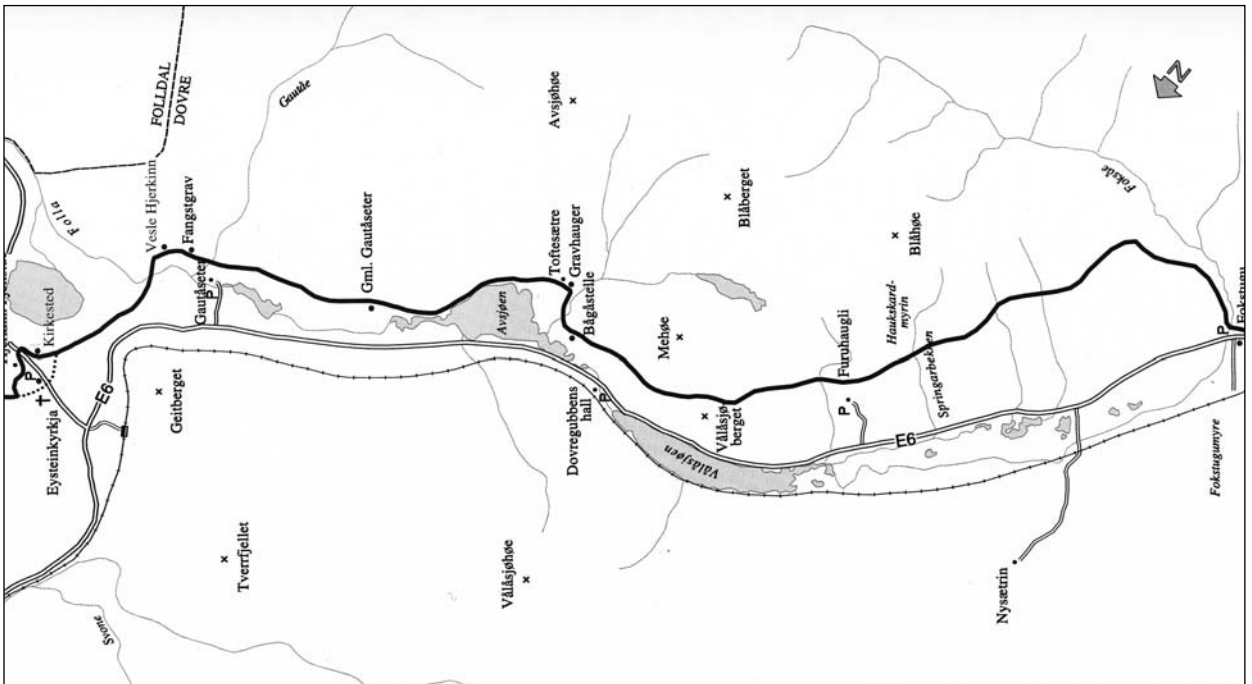 FOLLDAL
DOVRE
Folla
Gautåe
Avsjøhøe
Vesle Hjerkinn
Fangstgrav
Kirkested
P
Eysteinkyrkja
E6
Gautåseter
P
Geitberget
Gml. Gautåseter
Toftesætre
Gravhauger
Avsjøen
Bågåstelle
Dovregubbens
hall
P
Mehøe
Blåberget
Blåhøe
Foksåe
N
Vålåsjø
berget
Vålåsjøen
Furuhaugli
P
Haukskard-
myrin
Springarbekken
E6
P
Fokstugu
Fokstugumyre
Nysætrin
Tverrfjellet
Vålåsjøhøe
Svone